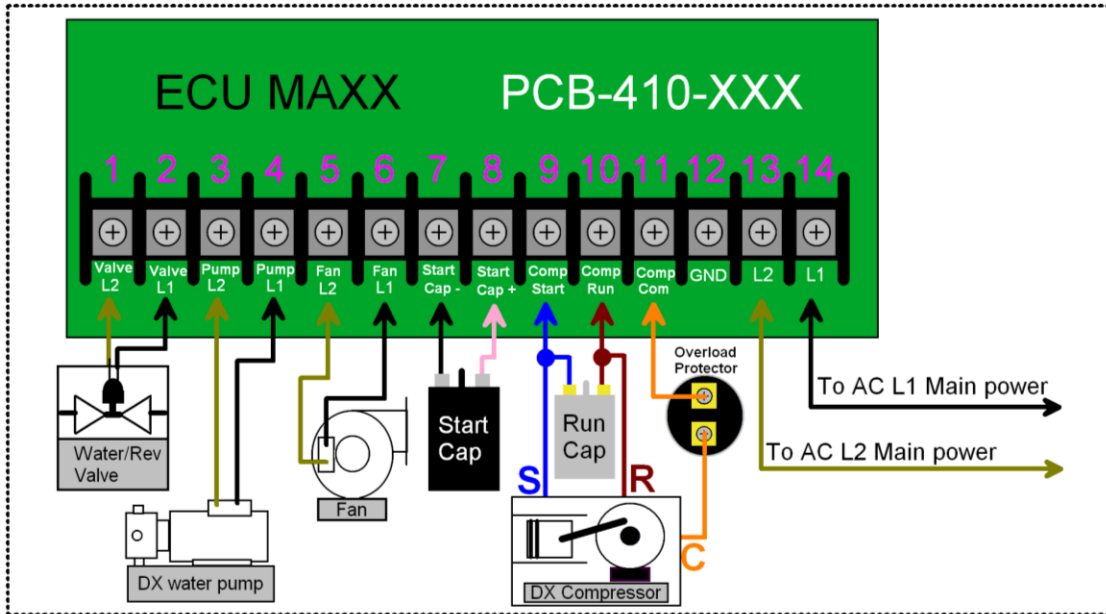 ECU MAXX PCB-410-XXX
1 2 3 4 5 6 7 8 9 10 11 12 13 14
Valve L2
Valve L1
Pump L2
Pump L1
Fan L2
Fan L1
Start Cap -
Start Cap +
Comp Start
Comp Run
Comp Com
GND
L2
L1
Water/Rev
Valve
DX water pump
Fan
Start
Cap
Run
Cap
S
R
C
DX Compressor
Overload
Protector
To AC L1 Main power
To AC L2 Main power